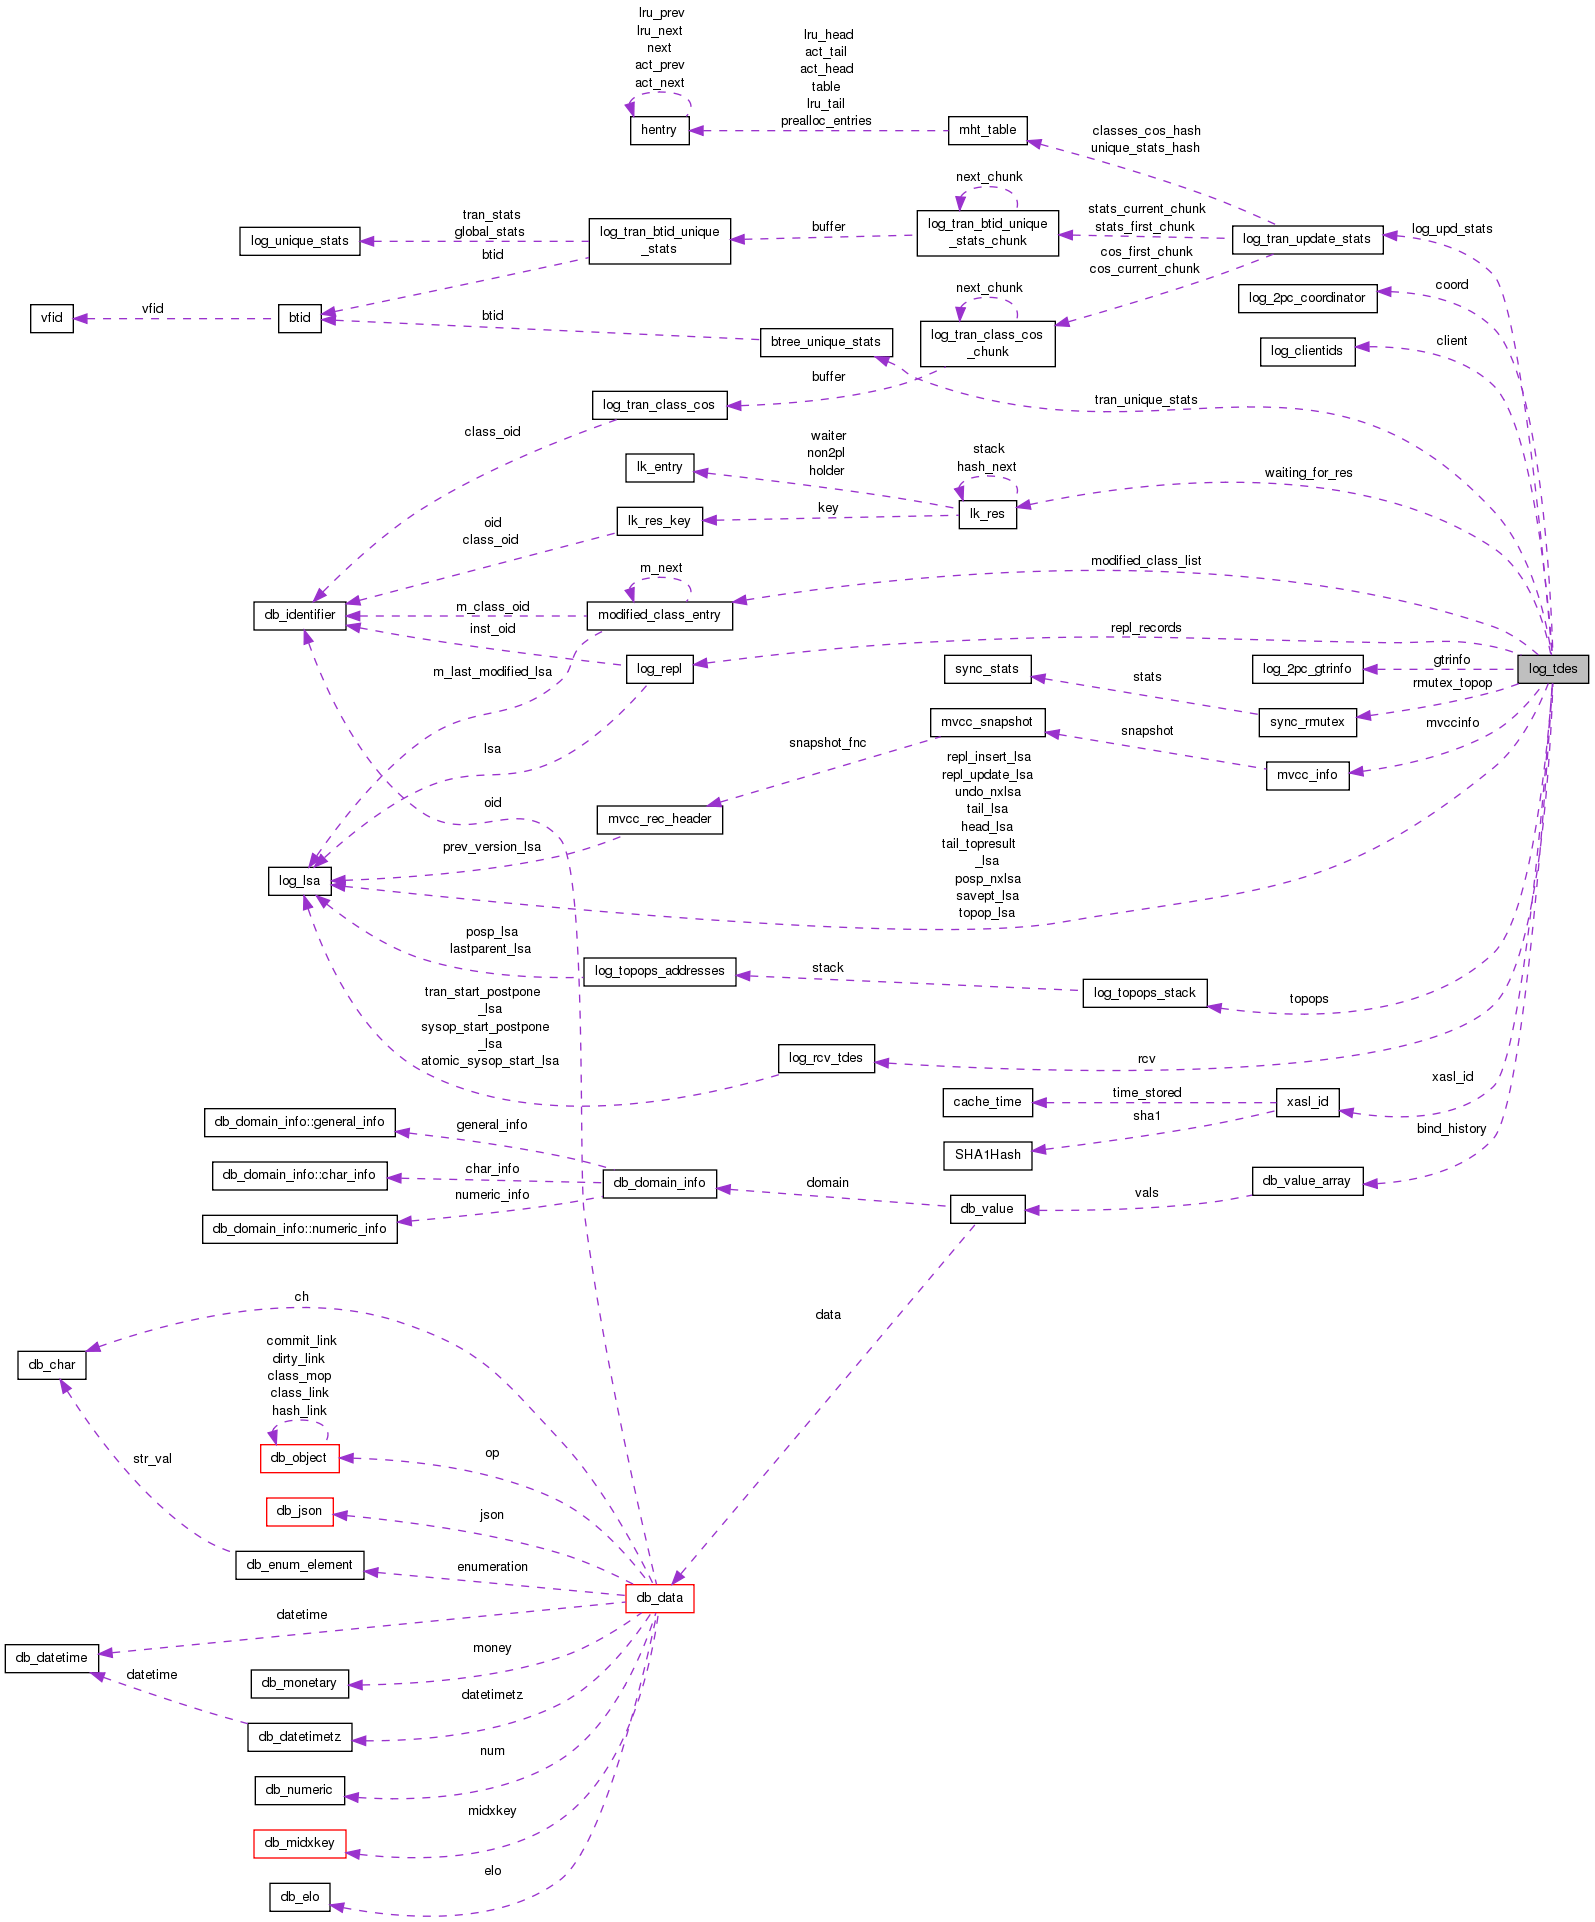 lru_prev
lru_next
next
act_prev
act_next
hentry
lru_head
act_tail
act_head
table
lru_tail
prealloc_entries
mht_table
classes_cos_hash
unique_stats_hash
next_chunk
log_tran_btid_unique
_stats_chunk
stats_current_chunk
stats_first_chunk
log_tran_update_stats
log_upd_stats
tran_stats
global_stats
log_unique_stats
buffer
log_tran_btid_unique
_stats
btid
cos_first_chunk
cos_current_chunk
coord
log_2pc_coordinator
vfid
vfid
btid
btid
next_chunk
log_tran_class_cos
_chunk
btree_unique_stats
client
log_clientids
buffer
log_tran_class_cos
tran_unique_stats
class_oid
waiter
non2pl
holder
lk_entry
stack
hash_next
lk_res
waiting_for_res
key
lk_res_key
oid
class_oid
modified_class_list
m_next
modified_class_entry
m_class_oid
db_identifier
inst_oid
repl_records
log_repl
m_last_modified_lsa
sync_stats
stats
gtrinfo
log_2pc_gtrinfo
log_tdes
rmutex_topop
sync_rmutex
mvccinfo
mvcc_snapshot
snapshot
mvcc_info
snapshot_fnc
lsa
mvcc_rec_header
oid
prev_version_lsa
log_lsa
repl_insert_lsa
repl_update_lsa
undo_nxlsa
tail_lsa
head_lsa
tail_topresult
_lsa
posp_nxlsa
savept_lsa
topop_lsa
posp_lsa
lastparent_lsa
log_topops_addresses
stack
log_topops_stack
topops
tran_start_postpone
_lsa
sysop_start_postpone
_lsa
atomic_sysop_start_lsa
log_rcv_tdes
rcv
xasl_id
cache_time
time_stored
xasl_id
sha1
SHA1Hash
bind_history
db_domain_info::general_info
general_info
db_domain_info::char_info
char_info
db_domain_info
domain
db_value
vals
db_value_array
numeric_info
db_domain_info::numeric_info
data
ch
db_char
commit_link
dirty_link
class_mop
class_link
hash_link
db_object
op
str_val
db_json
json
db_enum_element
enumeration
db_data
datetime
db_datetime
money
db_monetary
datetime
datetimetz
db_datetimetz
num
db_numeric
midxkey
db_midxkey
elo
db_elo